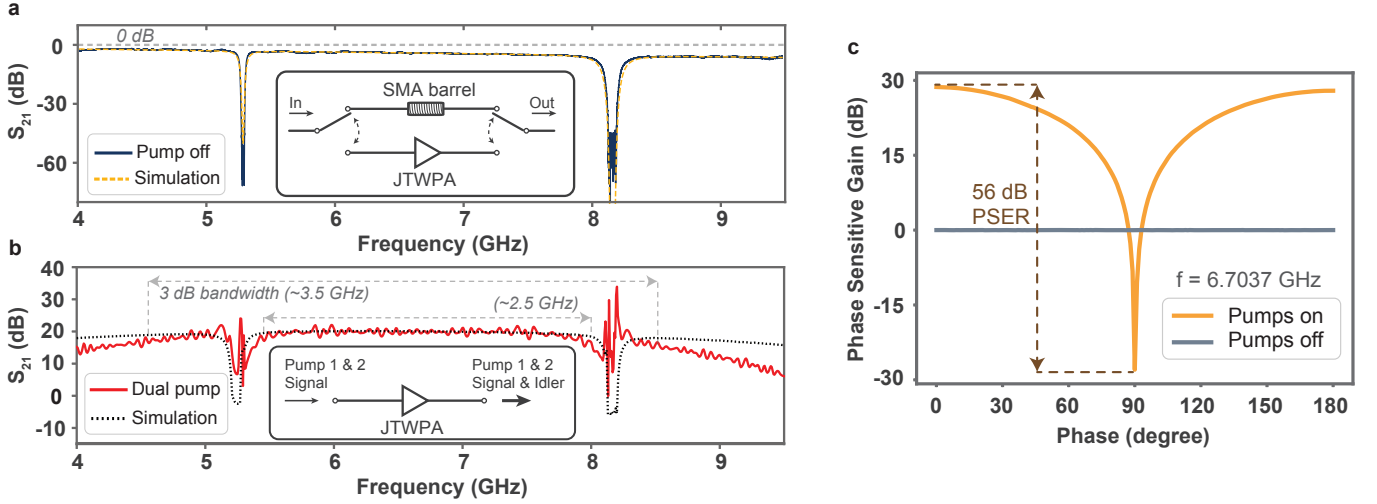 a
0 dB
0
-30
-60
S21 (dB)
In
SMA barrel
Out
JTWPA
Pump off
Simulation
4 5 6 7 8 9
Frequency (GHz)
b
40
30
20
10
0
-10
S21 (dB)
3 dB bandwidth (~3.5 GHz)
(~2.5 GHz)
Pump 1 & 2
Signal
Pump 1 & 2
Signal & Idler
JTWPA
Dual pump
Simulation
4 5 6 7 8 9
Frequency (GHz)
c
30
15
0
-15
-30
Phase Sensitive Gain (dB)
56 dB
PSER
f = 6.7037 GHz
Pumps on
Pumps off
0 30 60 90 120 150 180
Phase (degree)